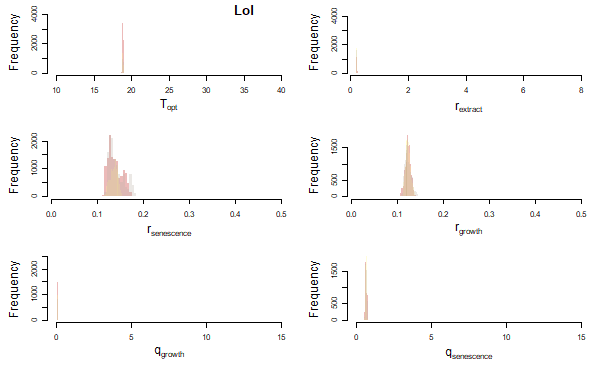 Lol
Frequency
0 2000 4000
10 15 20 25 30 35 40
Topt
Frequency
0 2000 4000
0 2 4 6 8
rextract
Frequency
0 1000 2000
0.0 0.1 0.2 0.3 0.4 0.5
rsenescence
Frequency
0 500 1500
0.0 0.1 0.2 0.3 0.4 0.5
rgrowth
Frequency
0 1000 2000
0 5 10 15
qgrowth
Frequency
0 500 1500
0 5 10 15
qsenescence